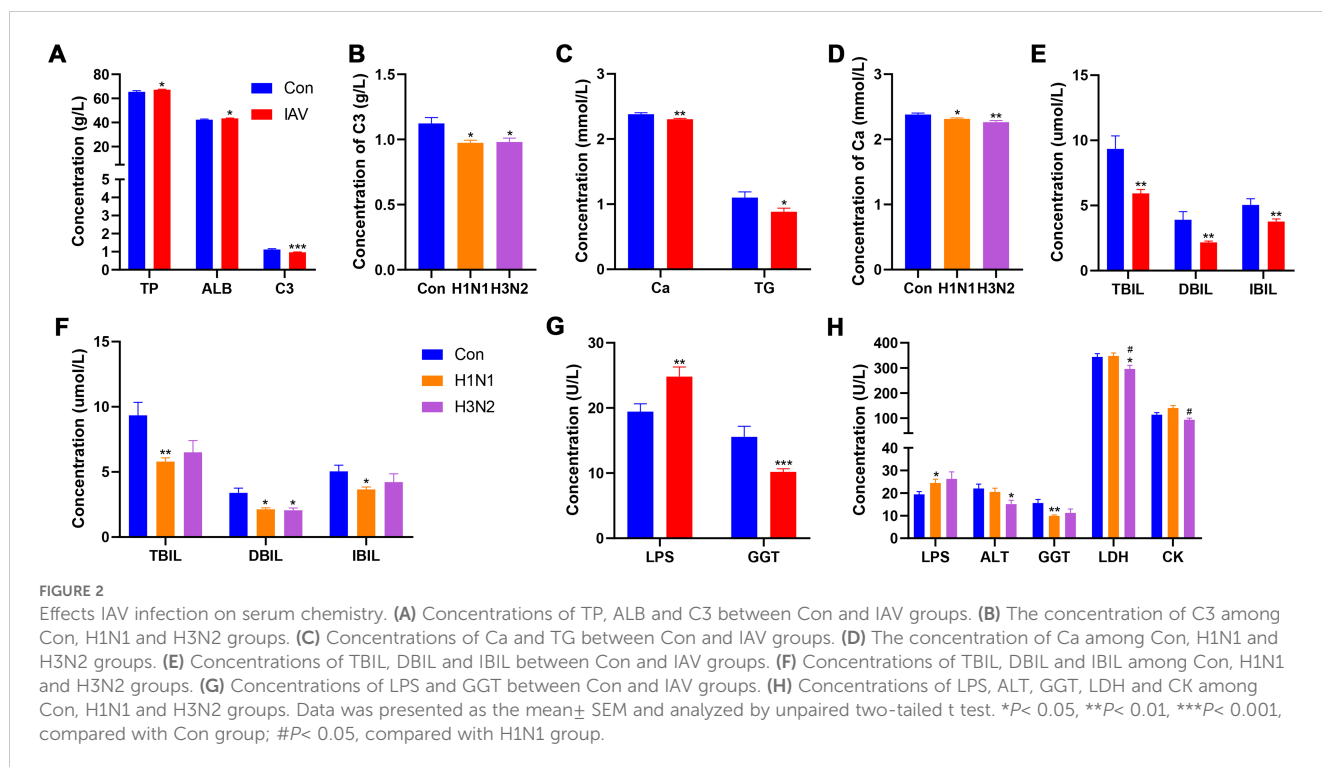 A
Concentration (g/L)
80
60
40
5
4
3
2
1
0
Con
IAV
*
*
***
TP ALB C3
B
Concentration of C3 (g/L)
1.5
1.0
0.5
0.0
*
*
Con H1N1 H3N2
C
Concentration (mmol/L)
3
2
1
0
**
*
Ca TG
D
Concentration of Ca (mmol/L)
3
2
1
0
*
**
Con H1N1 H3N2
E
Concentration (umol/L)
15
10
5
0
**
**
**
TBIL DBIL IBIL
F
Concentration (umol/L)
15
10
5
0
Con
H1N1
H3N2
**
*
*
*
TBIL DBIL IBIL
G
Concentration (U/L)
30
20
10
0
**
***
LPS GGT
H
Concentration (U/L)
400
300
200
100
40
30
20
10
0
*
*
**
#
*
#
LPS ALT GGT LDH CK
FIGURE 2
Effects IAV infection on serum chemistry. (A) Concentrations of TP, ALB and C3 between Con and IAV groups. (B) The concentration of C3 among
Con, H1N1 and H3N2 groups. (C) Concentrations of Ca and TG between Con and IAV groups. (D) The concentration of Ca among Con, H1N1 and
H3N2 groups. (E) Concentrations of TBIL, DBIL and IBIL between Con and IAV groups. (F) Concentrations of TBIL, DBIL and IBIL among Con, H1N1
and H3N2 groups. (G) Concentrations of LPS and GGT between Con and IAV groups. (H) Concentrations of LPS, ALT, GGT, LDH and CK among
Con, H1N1 and H3N2 groups. Data was presented as the mean± SEM and analyzed by unpaired two-tailed t test. *P< 0.05, **P< 0.01, ***P< 0.001,
compared with Con group; #P< 0.05, compared with H1N1 group.